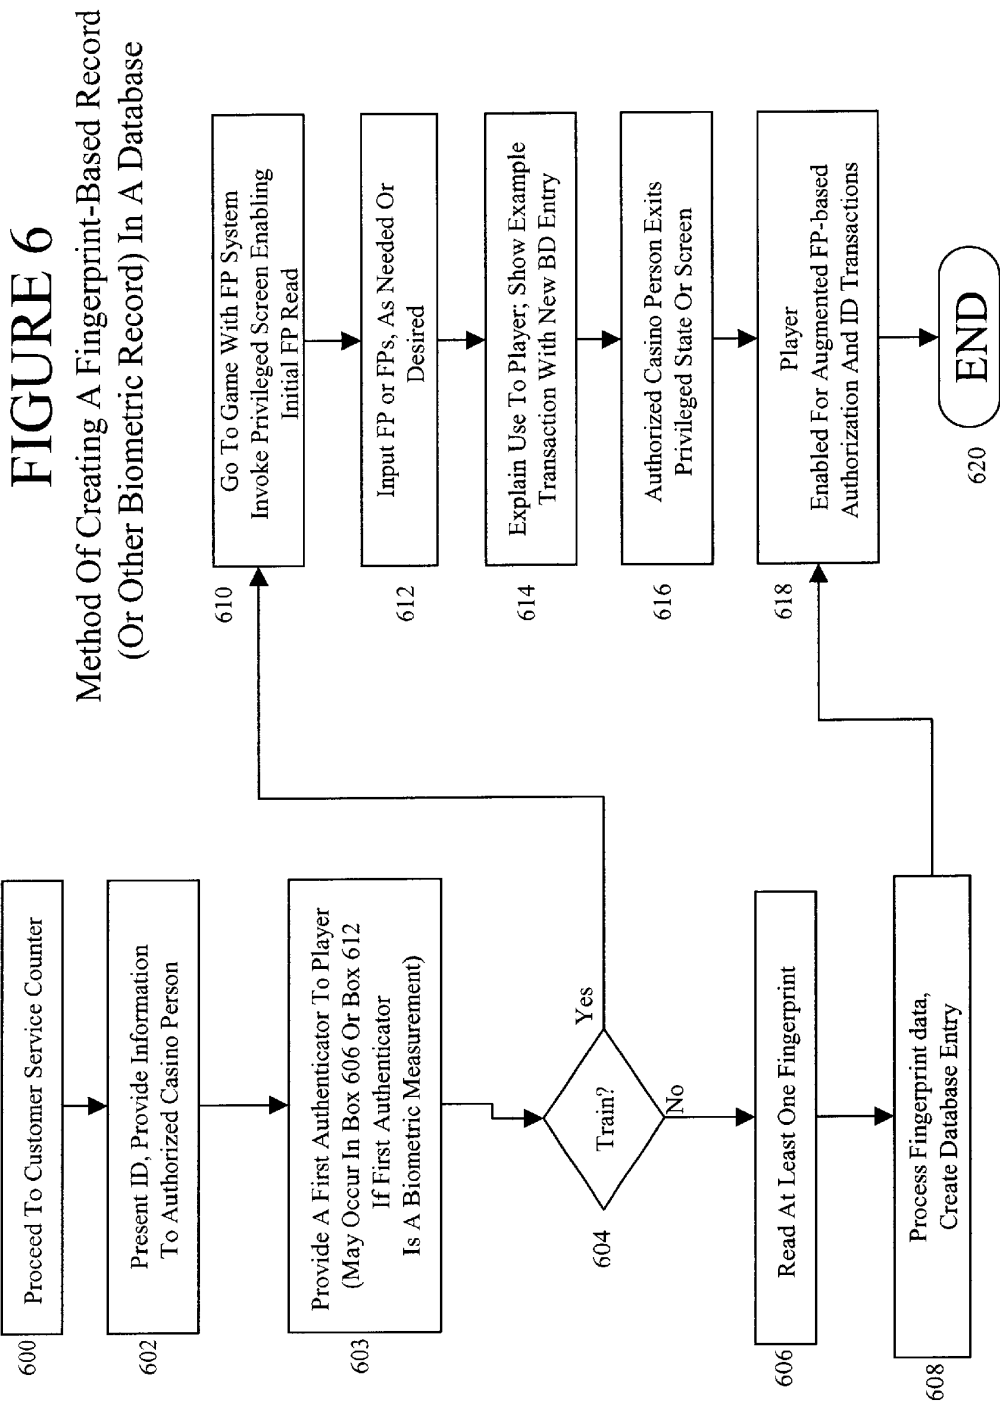 FIGURE 6
Method Of Creating A Fingerprint-Based Record
(Or Other Biometric Record) In A Database
600
Proceed To Customer Service Counter
602
Present ID, Provide Information
To Authorized Casino Person
603
Provide A First Authenticator To Player
(May Occur In Box 606 Or Box 612
If First Authenticator
Is A Biometric Measurement)
604
Train?
Yes
No
606
Read At Least One Fingerprint
608
Process Fingerprint data,
Create Database Entry
610
Go To Game With FP System
Invoke Privileged Screen Enabling
Initial FP Read
612
Input FP or FPs, As Needed Or
Desired
614
Explain Use To Player; Show Example
Transaction With New BD Entry
616
Authorized Casino Person Exits
Privileged State Or Screen
618
Player
Enabled For Augmented FP-based
Authorization And ID Transactions
620
END